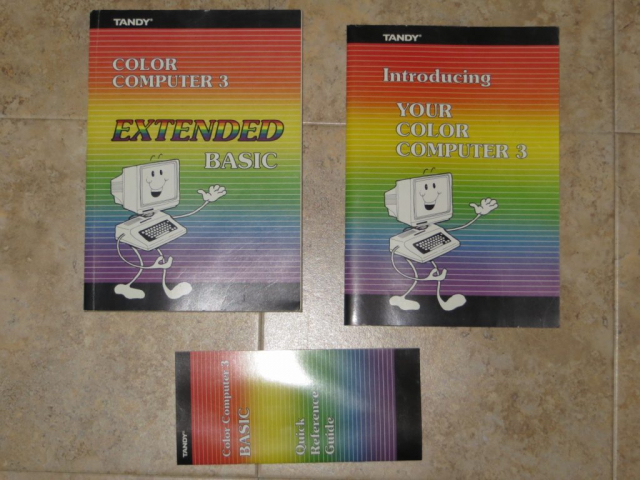 TANDY®
COLOR
COMPUTER 3
EXTENDED
BASIC
TANDY®
Introducing
YOUR
COLOR
COMPUTER 3
TANDY®
Color Computer 3
BASIC
Quick
Reference
Guide